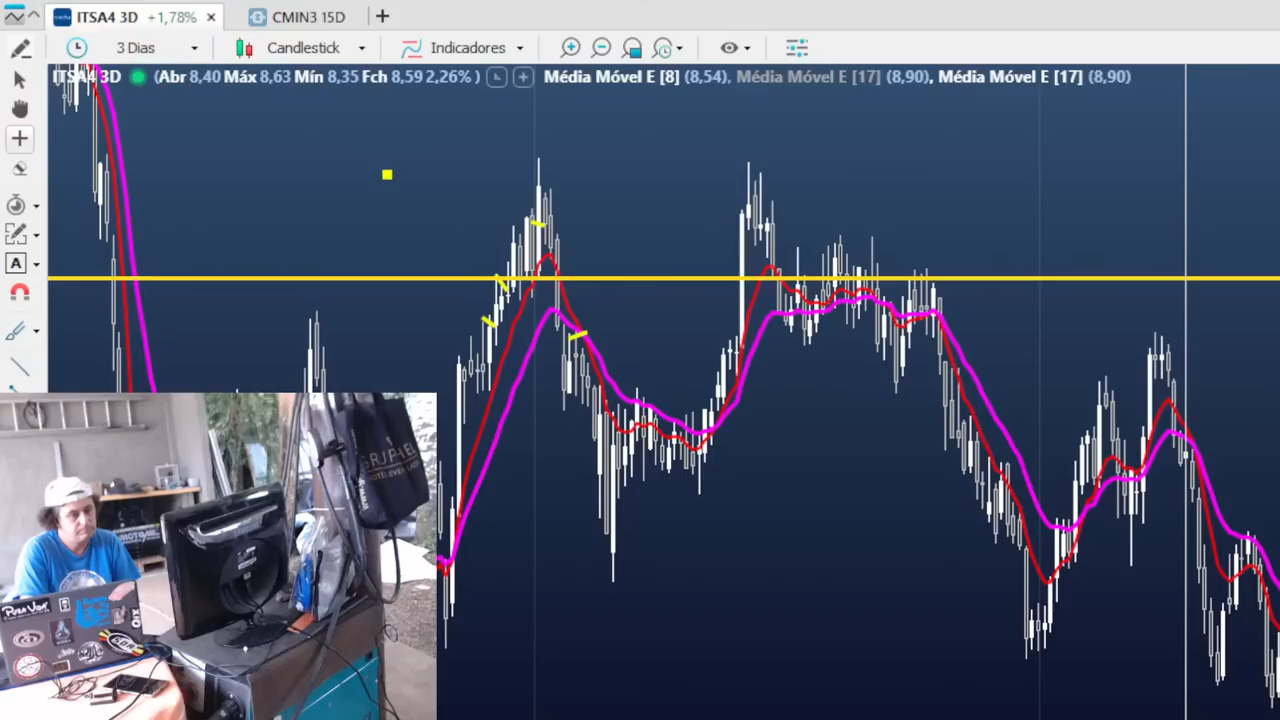 ITSA4 3D +1,78% × CMIN3 15D +
3 Dias Candlestick Indicadores
ITSA4 3D (Abr 8,40 Máx 8,63 Mín 8,35 Fch 8,59 2,26% ) Média Móvel E [8] (8,54), Média Móvel E [17] (8,90), Média Móvel E [17] (8,90)
A
PURA VIDA